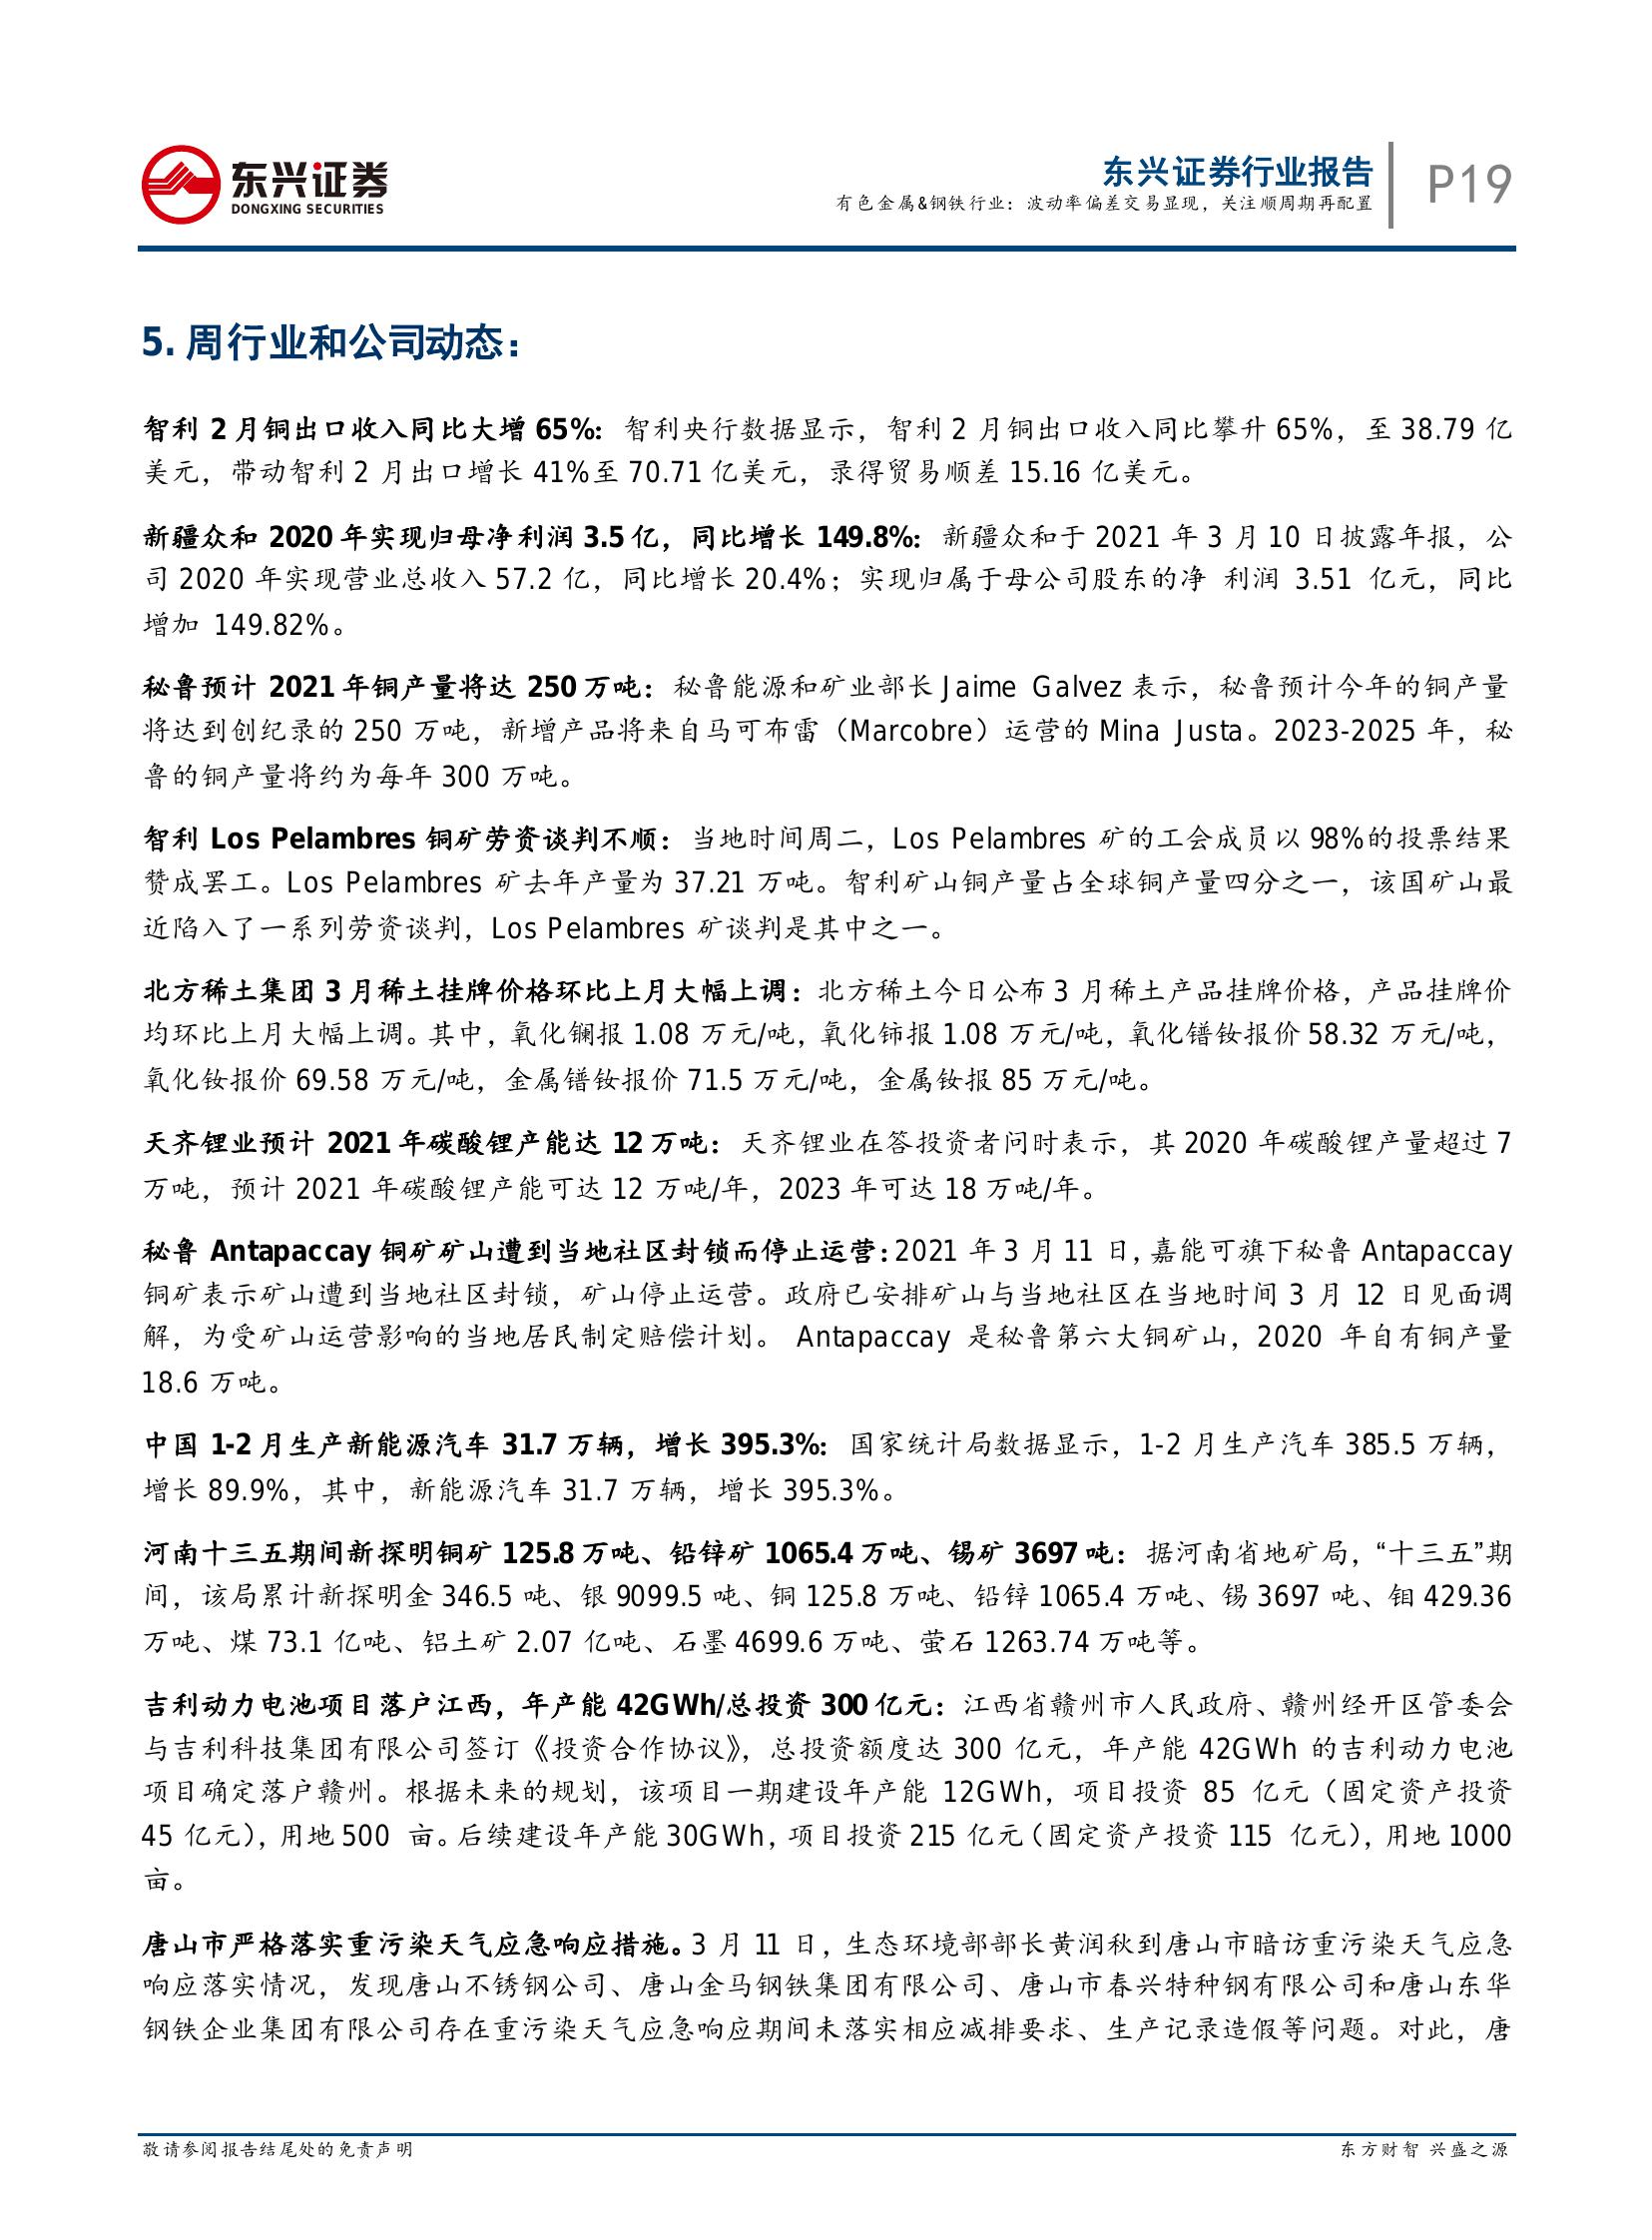 东兴证券
DONGXING SECURITIES
东兴证券行业报告
有色金属&钢铁行业：波动率偏差交易显现，关注顺周期再配置
P19
5. 周行业和公司动态：
智利 2 月铜出口收入同比大增 65%：智利央行数据显示，智利 2 月铜出口收入同比攀升 65%，至 38.79 亿
美元，带动智利 2 月出口增长 41%至 70.71 亿美元，录得贸易顺差 15.16 亿美元。
新疆众和 2020 年实现归母净利润 3.5 亿，同比增长 149.8%：新疆众和于 2021 年 3 月 10 日披露年报，公
司 2020 年实现营业总收入 57.2 亿，同比增长 20.4%；实现归属于母公司股东的净 利润 3.51 亿元，同比
增加 149.82%。
秘鲁预计 2021 年铜产量将达 250 万吨：秘鲁能源和矿业部长 Jaime Galvez 表示，秘鲁预计今年的铜产量
将达到创纪录的 250 万吨，新增产品将来自马可布雷（Marcobre）运营的 Mina Justa。2023-2025 年，秘
鲁的铜产量将约为每年 300 万吨。
智利 Los Pelambres 铜矿劳资谈判不顺：当地时间周二，Los Pelambres 矿的工会成员以 98%的投票结果
赞成罢工。Los Pelambres 矿去年产量为 37.21 万吨。智利矿山铜产量占全球铜产量四分之一，该国矿山最
近陷入了一系列劳资谈判，Los Pelambres 矿谈判是其中之一。
北方稀土集团 3 月稀土挂牌价格环比上月大幅上调：北方稀土今日公布 3 月稀土产品挂牌价格，产品挂牌价
均环比上月大幅上调。其中，氧化镧报 1.08 万元/吨，氧化铈报 1.08 万元/吨，氧化镨钕报价 58.32 万元/吨，
氧化钕报价 69.58 万元/吨，金属镨钕报价 71.5 万元/吨，金属钕报 85 万元/吨。
天齐锂业预计 2021 年碳酸锂产能达 12 万吨：天齐锂业在答投资者问时表示，其 2020 年碳酸锂产量超过 7
万吨，预计 2021 年碳酸锂产能可达 12 万吨/年，2023 年可达 18 万吨/年。
秘鲁 Antapaccay 铜矿矿山遭到当地社区封锁而停止运营：2021 年 3 月 11 日，嘉能可旗下秘鲁 Antapaccay
铜矿表示矿山遭到当地社区封锁，矿山停止运营。政府已安排矿山与当地社区在当地时间 3 月 12 日见面调
解，为受矿山运营影响的当地居民制定赔偿计划。 Antapaccay 是秘鲁第六大铜矿山，2020 年自有铜产量
18.6 万吨。
中国 1-2 月生产新能源汽车 31.7 万辆，增长 395.3%：国家统计局数据显示，1-2 月生产汽车 385.5 万辆，
增长 89.9%，其中，新能源汽车 31.7 万辆，增长 395.3%。
河南十三五期间新探明铜矿 125.8 万吨、铅锌矿 1065.4 万吨、锡矿 3697 吨：据河南省地矿局，“十三五”期
间，该局累计新探明金 346.5 吨、银 9099.5 吨、铜 125.8 万吨、铅锌 1065.4 万吨、锡 3697 吨、钼 429.36
万吨、煤 73.1 亿吨、铝土矿 2.07 亿吨、石墨 4699.6 万吨、萤石 1263.74 万吨等。
吉利动力电池项目落户江西，年产能 42GWh/总投资 300 亿元：江西省赣州市人民政府、赣州经开区管委会
与吉利科技集团有限公司签订《投资合作协议》，总投资额度达 300 亿元，年产能 42GWh 的吉利动力电池
项目确定落户赣州。根据未来的规划，该项目一期建设年产能 12GWh，项目投资 85 亿元（固定资产投资
45 亿元），用地 500 亩。后续建设年产能 30GWh，项目投资 215 亿元（固定资产投资 115 亿元），用地 1000
亩。
唐山市严格落实重污染天气应急响应措施。3 月 11 日，生态环境部部长黄润秋到唐山市暗访重污染天气应急
响应落实情况，发现唐山不锈钢公司、唐山金马钢铁集团有限公司、唐山市春兴特种钢有限公司和唐山东华
钢铁企业集团有限公司存在重污染天气应急响应期间未落实相应减排要求、生产记录造假等问题。对此，唐
敬请参阅报告结尾处的免责声明
东方财智 兴盛之源